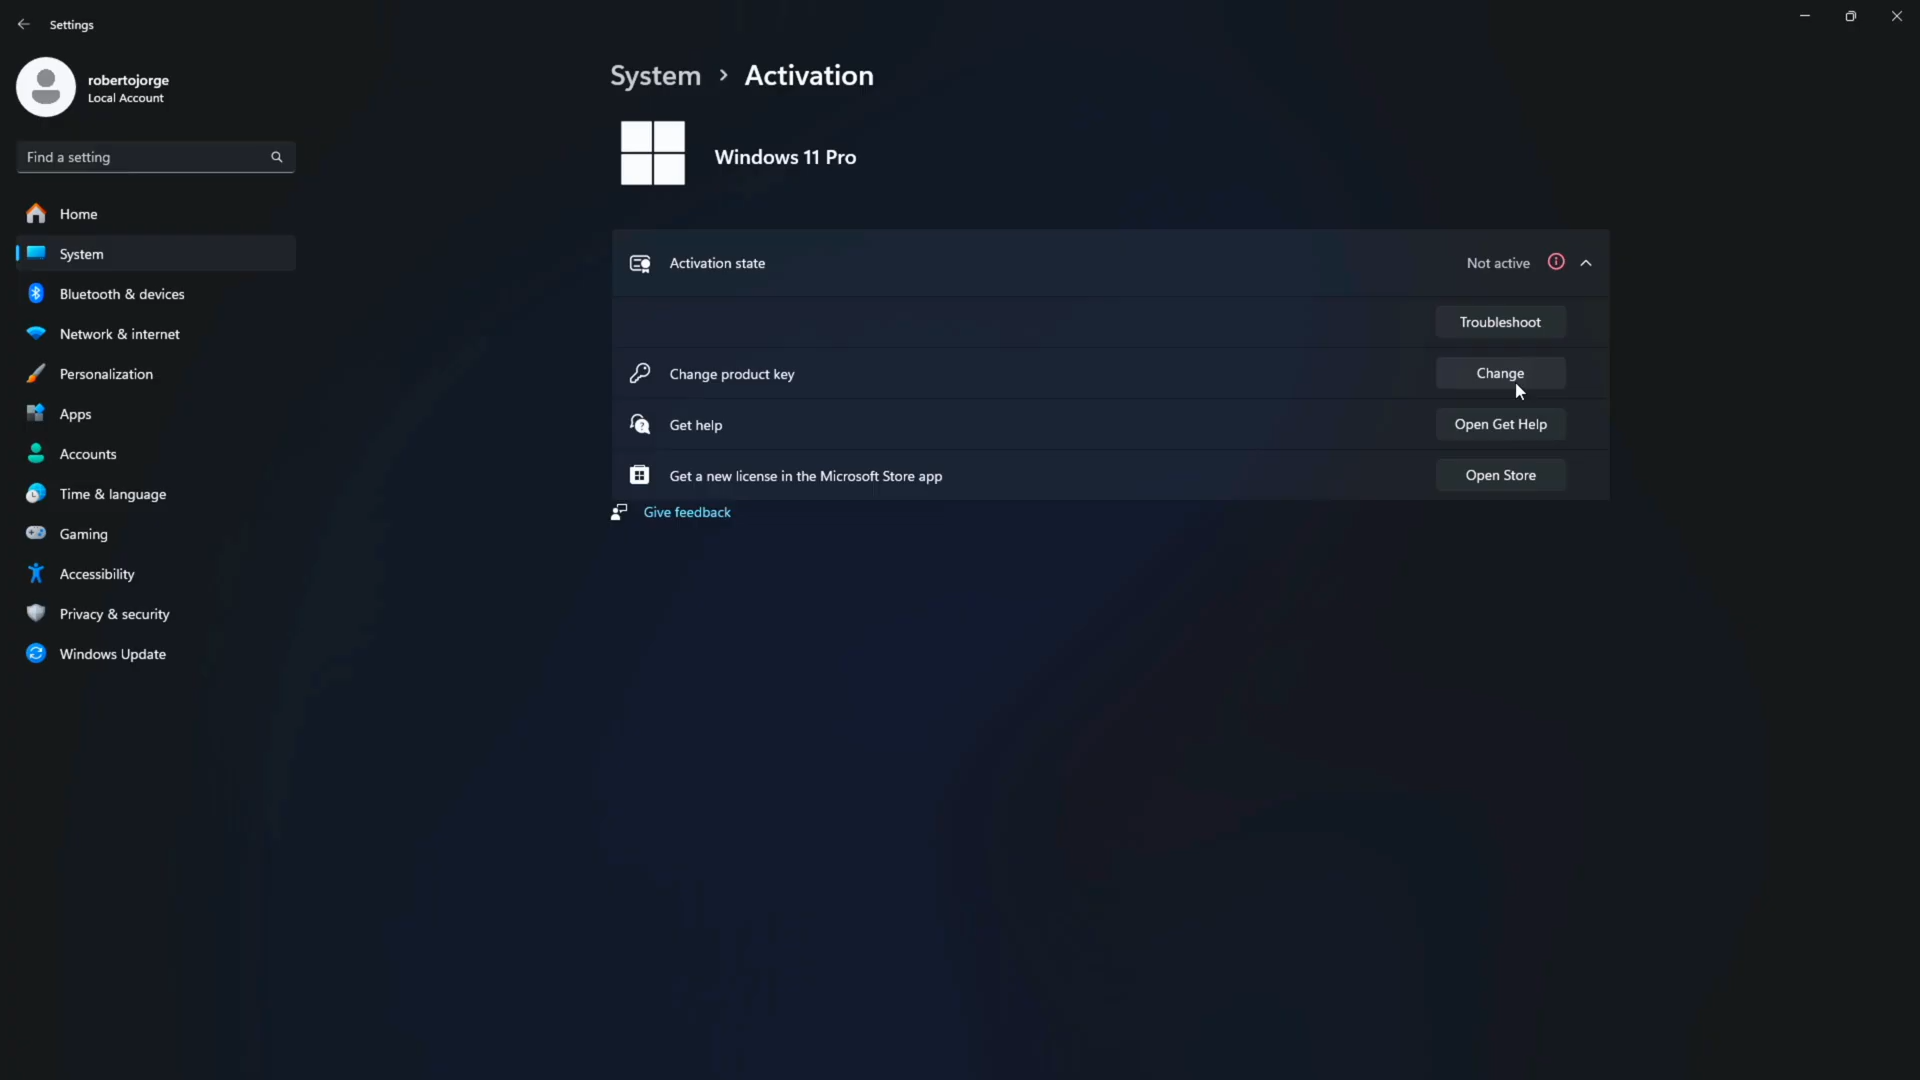 Settings
robertojorge
Local Account
Find a setting
Home
System
Bluetooth & devices
Network & internet
Personalization
Apps
Accounts
Time & language
Gaming
Accessibility
Privacy & security
Windows Update
System > Activation
Windows 11 Pro
Activation state Not active
Troubleshoot
Change product key Change
Get help Open Get Help
Get a new license in the Microsoft Store app Open Store
Give feedback